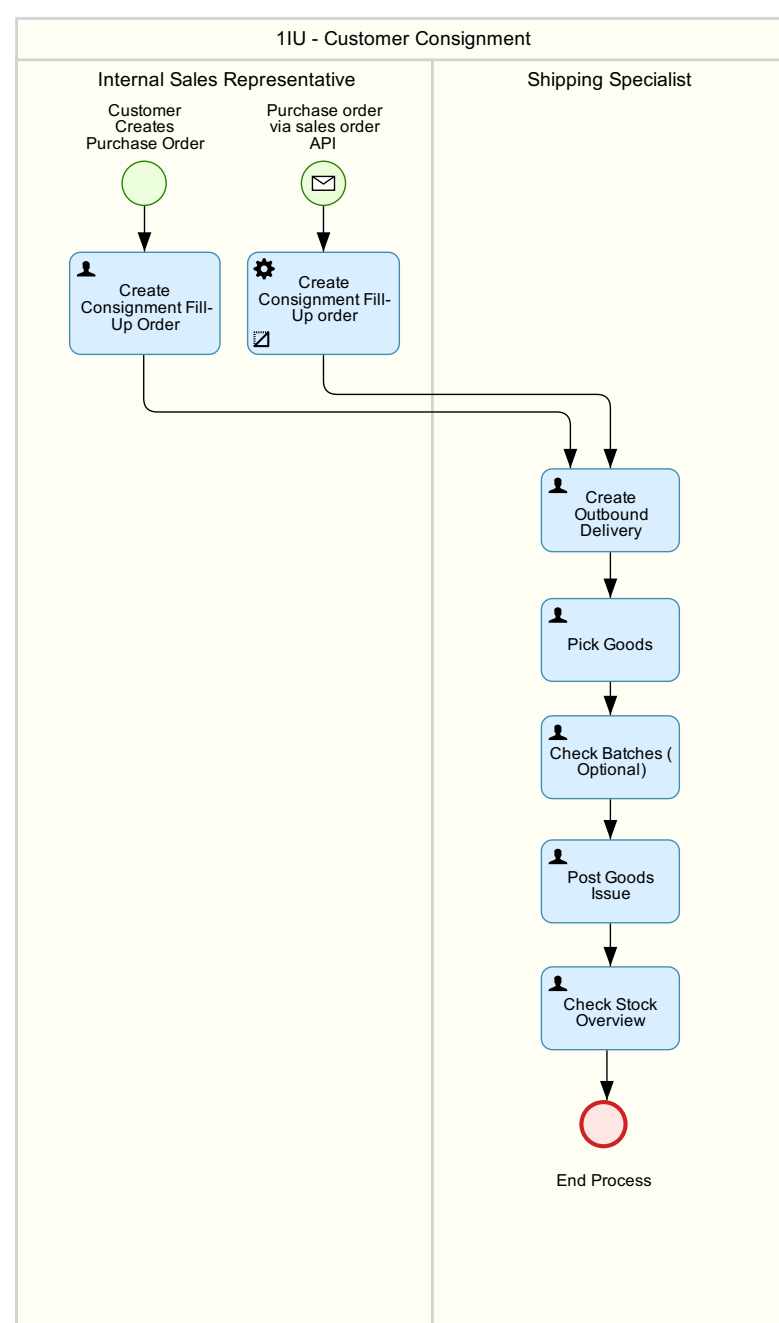 1IU - Customer Consignment
Internal Sales Representative
Shipping Specialist
Customer
Creates
Purchase Order
Purchase order
via sales order
API
Create
Consignment Fill-
Up Order
Create
Consignment Fill-
Up order
Create
Outbound
Delivery
Pick Goods
Check Batches (
Optional)
Post Goods
Issue
Check Stock
Overview
End Process